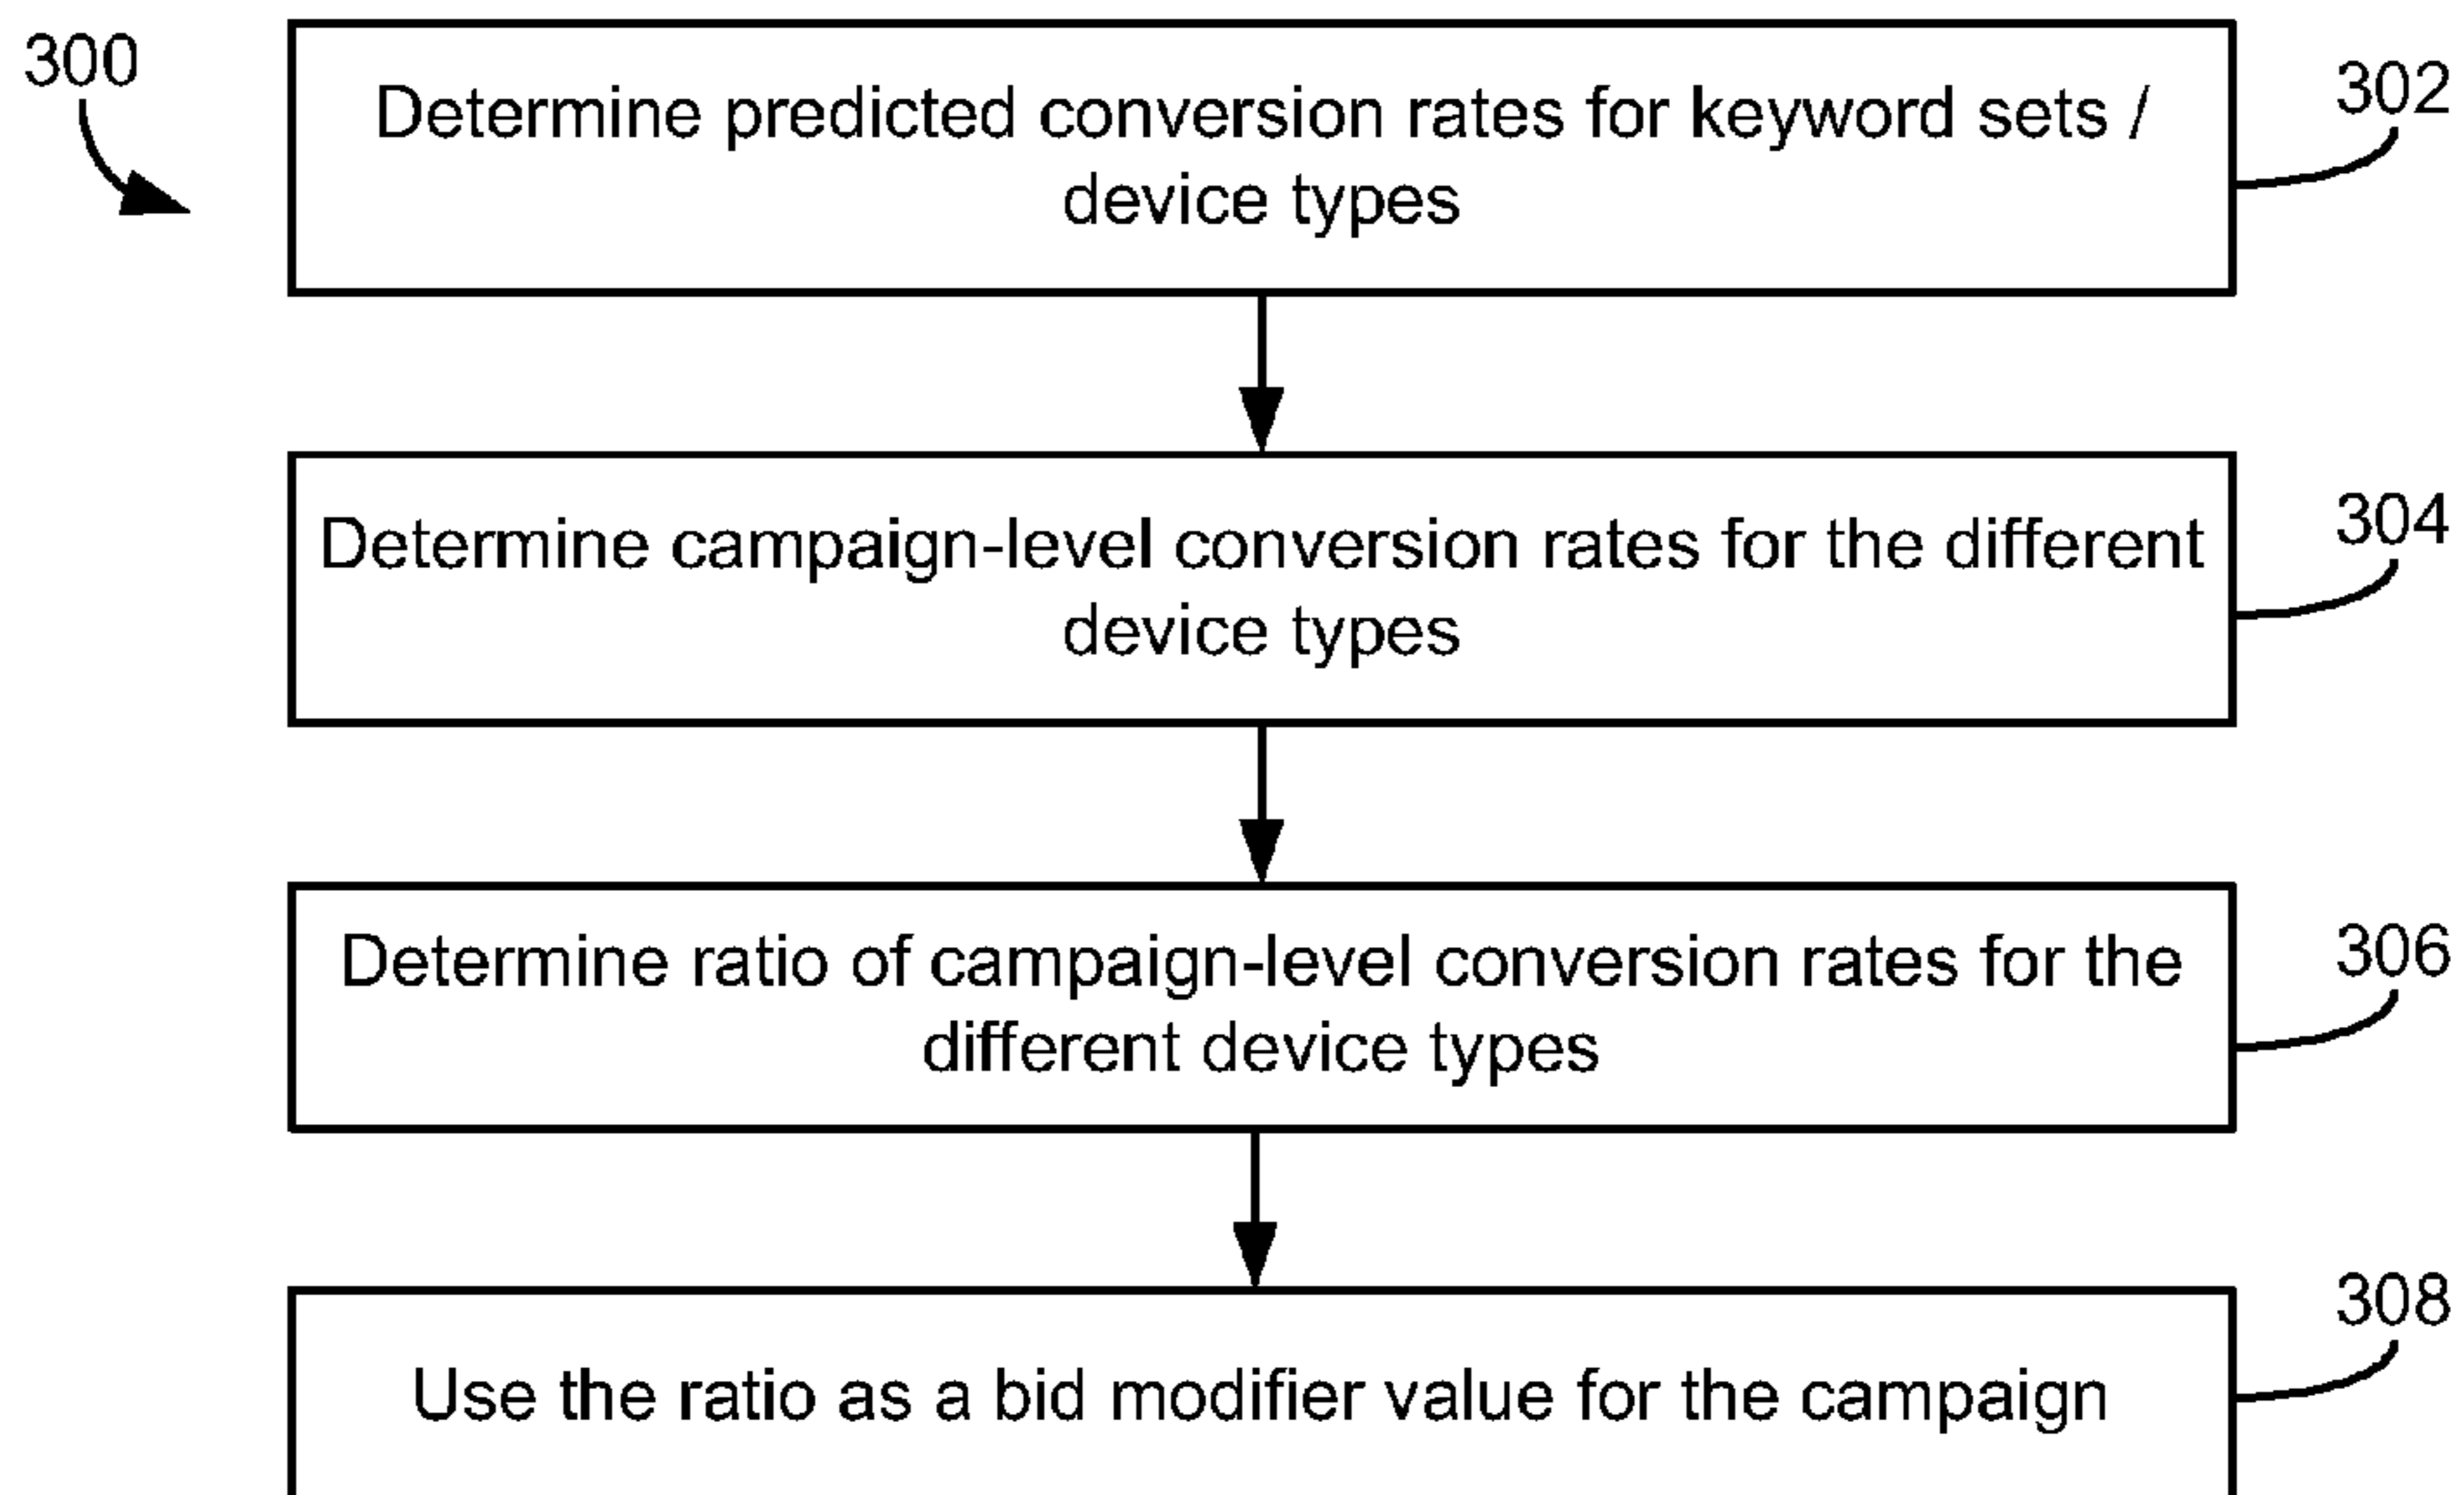 300
Determine predicted conversion rates for keyword sets /
device types
302
Determine campaign-level conversion rates for the different
device types
304
Determine ratio of campaign-level conversion rates for the
different device types
306
Use the ratio as a bid modifier value for the campaign
308